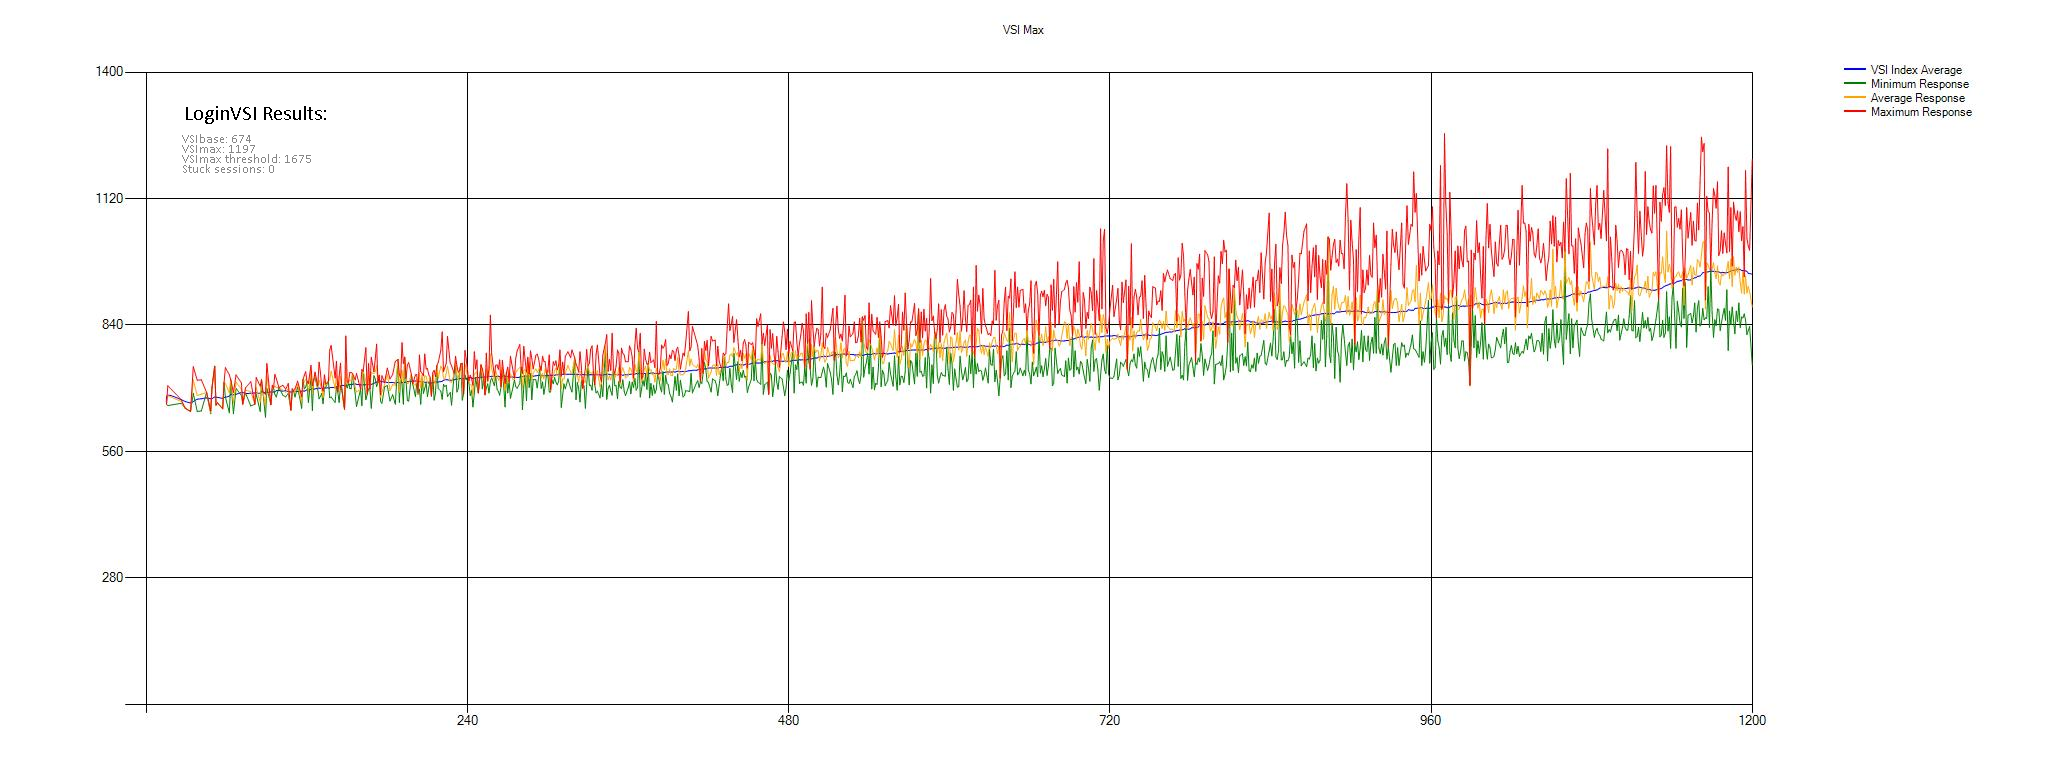 VSI Max
1400
1120
840
560
280
LoginVSI Results:
VSIbase: 674
VSImax: 1197
VSImax threshold: 1675
Stuck sessions: 0
VSI Index Average
Minimum Response
Average Response
Maximum Response
240
480
720
960
1200